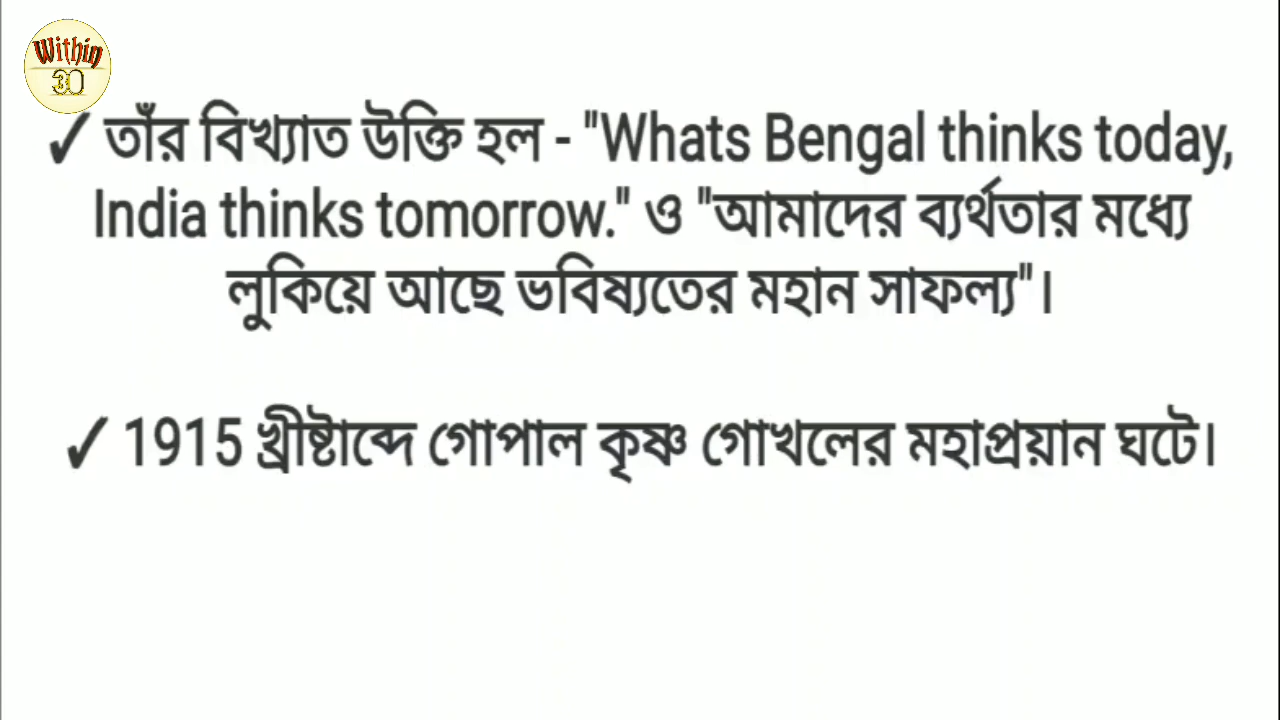 Within
30
✓ তাঁর বিখ্যাত উক্তি হল - "Whats Bengal thinks today,
India thinks tomorrow." ও "আমাদের ব্যর্থতার মধ্যে
লুকিয়ে আছে ভবিষ্যতের মহান সাফল্য"।
✓ 1915 খ্রীষ্টাব্দে গোপাল কৃষ্ণ গোখলের মহাপ্রয়ান ঘটে।